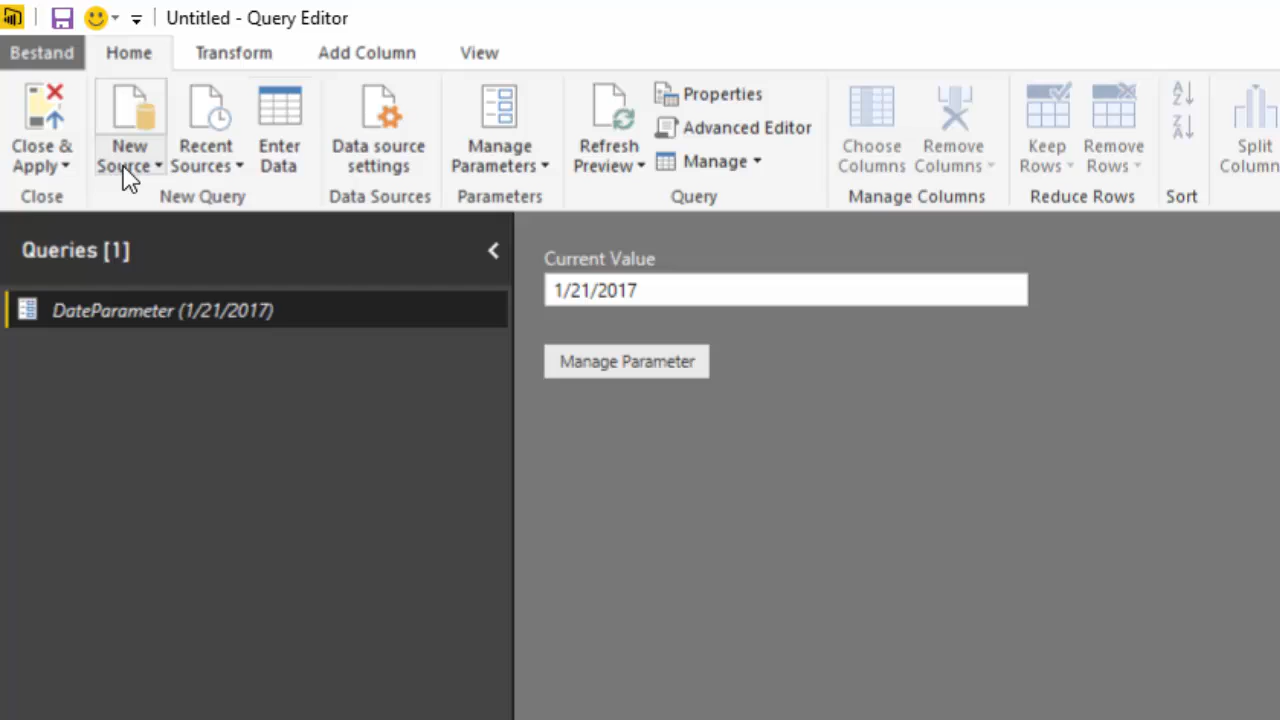 Untitled - Query Editor
Bestand Home Transform Add Column View
Close & Apply
New Source
Recent Sources
Enter Data
Data source settings
Manage Parameters
Refresh Preview
Properties
Advanced Editor
Manage
Choose Columns
Remove Columns
Keep Rows
Remove Rows
Split
Column
Close
New Query
Data Sources
Parameters
Query
Manage Columns
Reduce Rows
Sort
Queries [1]
DateParameter (1/21/2017)
Current Value
1/21/2017
Manage Parameter